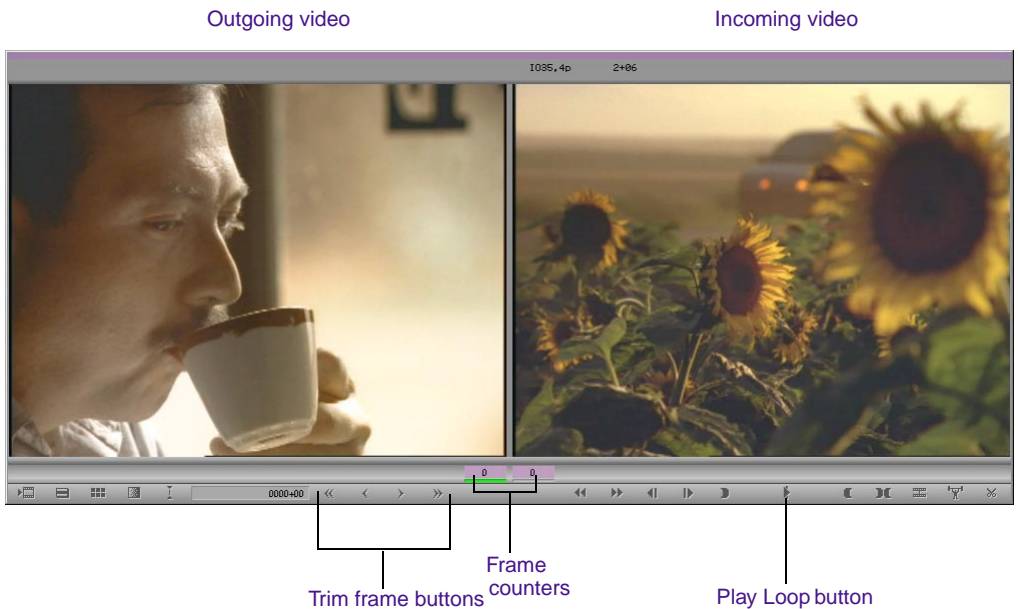 Outgoing video
Incoming video
IO35.4p 2+06
0 0
0000+00
Frame
counters
Trim frame buttons
Play Loop button